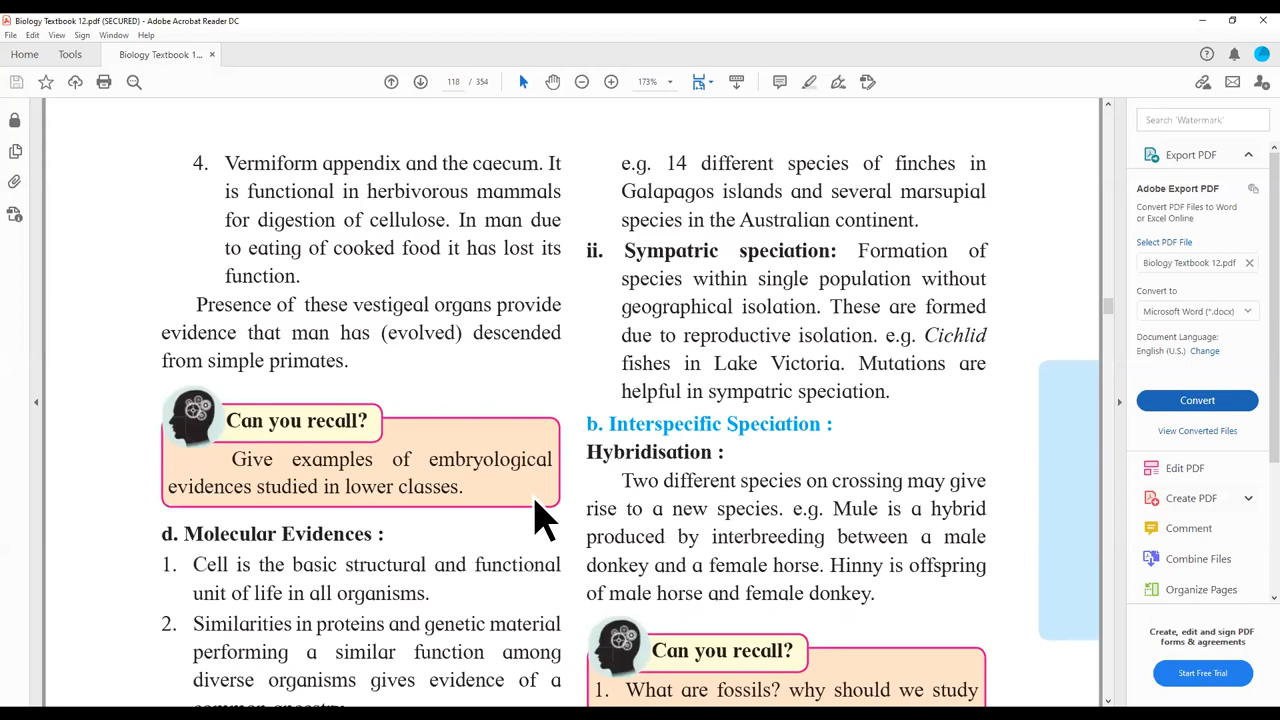 Biology Textbook 12.pdf (SECURED) - Adobe Acrobat Reader DC
File Edit View Sign Window Help
Home Tools Biology Textbook 1... ×
118 / 354 173%
4. Vermiform appendix and the caecum. It
is functional in herbivorous mammals
for digestion of cellulose. In man due
to eating of cooked food it has lost its
function.
Presence of these vestigeal organs provide
evidence that man has (evolved) descended
from simple primates.
Can you recall?
Give examples of embryological
evidences studied in lower classes.
d. Molecular Evidences :
1. Cell is the basic structural and functional
unit of life in all organisms.
2. Similarities in proteins and genetic material
performing a similar function among
diverse organisms gives evidence of a
common ancestry.
e.g. 14 different species of finches in
Galapagos islands and several marsupial
species in the Australian continent.
ii. Sympatric speciation: Formation of
species within single population without
geographical isolation. These are formed
due to reproductive isolation. e.g. Cichlid
fishes in Lake Victoria. Mutations are
helpful in sympatric speciation.
b. Interspecific Speciation :
Hybridisation :
Two different species on crossing may give
rise to a new species. e.g. Mule is a hybrid
produced by interbreeding between a male
donkey and a female horse. Hinny is offspring
of male horse and female donkey.
Can you recall?
1. What are fossils? why should we study
Search 'Watermark'
Export PDF
Adobe Export PDF
Convert PDF Files to Word
or Excel Online
Select PDF File
Biology Textbook 12.pdf
Convert to
Microsoft Word (*.docx)
Document Language:
English (U.S.) Change
Convert
View Converted Files
Edit PDF
Create PDF
Comment
Combine Files
Organize Pages
Create, edit and sign PDF
forms & agreements
Start Free Trial